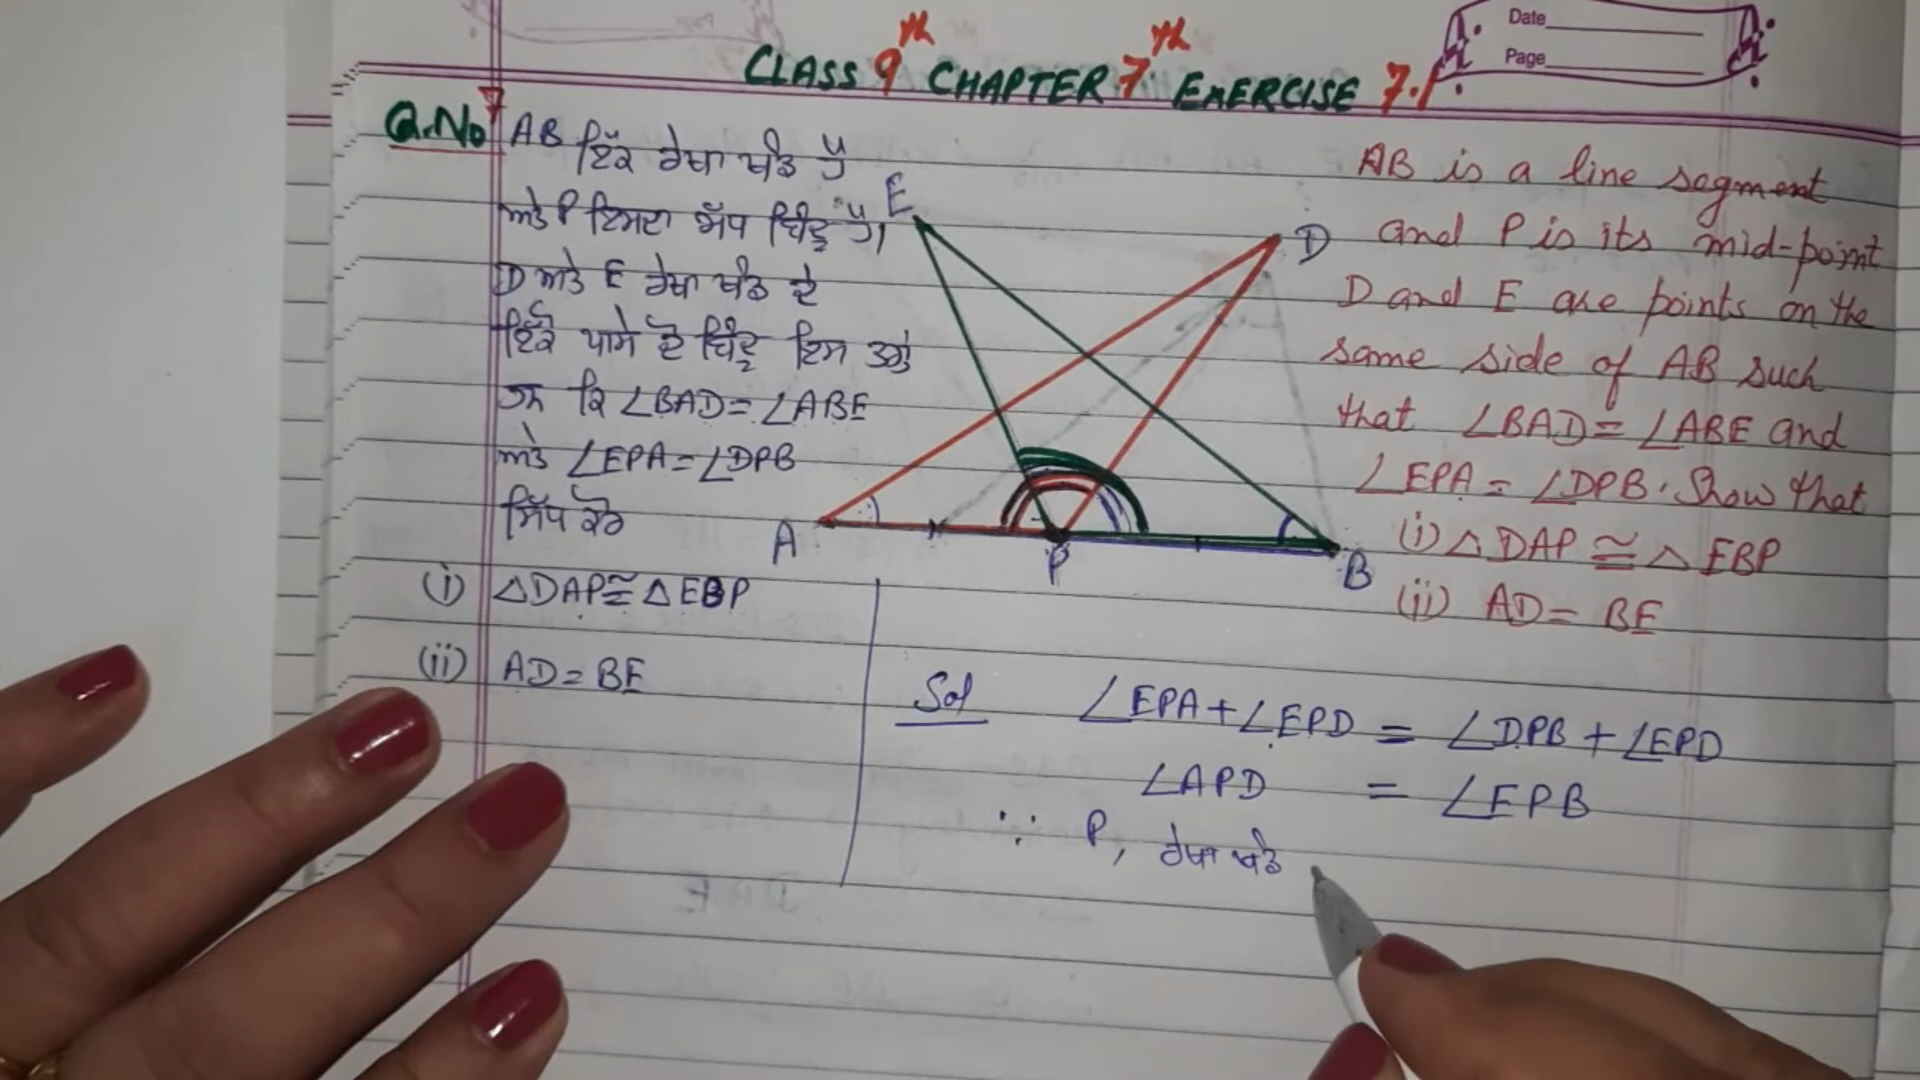 Date
Page
CLASS 9th CHAPTER 7th EXERCISE 7.1
Q.No 7 AB ਇੱਕ ਰੇਖਾ ਖੰਡ ਹੈ
ਅਤੇ P ਇਸਦਾ ਮੱਧ ਬਿੰਦੂ ਹੈ।
D ਅਤੇ E ਰੇਖਾ ਖੰਡ ਦੇ
ਇੱਕੋ ਪਾਸੇ ਦੋ ਬਿੰਦੂ ਇਸ ਤਰ੍ਹਾਂ
ਹਨ ਕਿ ∠BAD = ∠ABE
ਅਤੇ ∠EPA = ∠DPB
ਸਿੱਧ ਕਰੋ
(i) △DAP ≅ △EBP
(ii) AD = BE
E
D
A
P
B
AB is a line segment
and P is its mid-point
D and E are points on the
same side of AB such
that ∠BAD = ∠ABE and
∠EPA = ∠DPB. Show that
(i) △DAP ≅ △EBP
(ii) AD = BE
Sol ∠EPA + ∠EPD = ∠DPB + ∠EPD
∠APD = ∠EPB
∵ P, ਰੇਖਾ ਖੰਡ